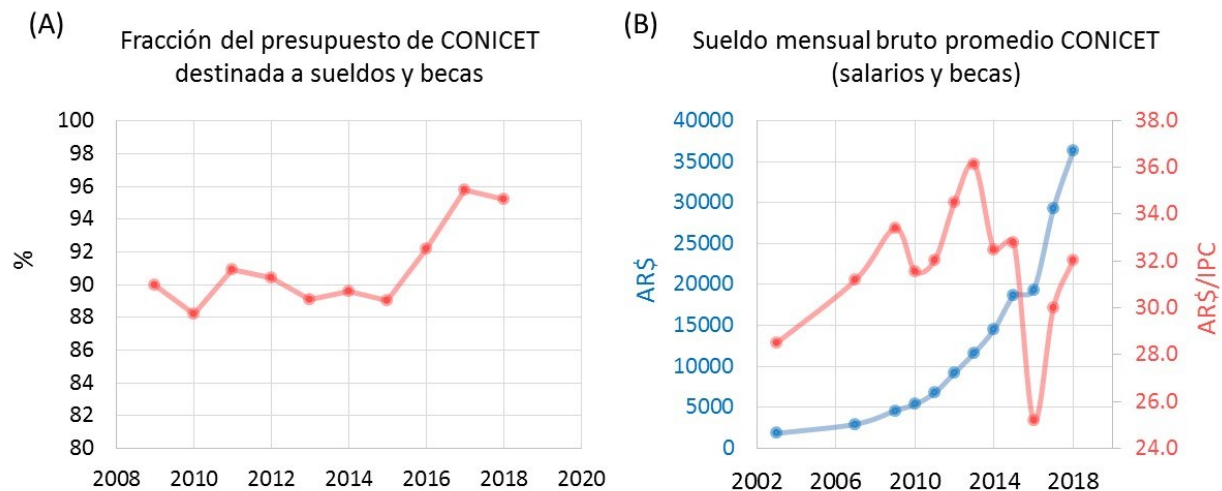 (A)
Fracción del presupuesto de CONICET
destinada a sueldos y becas
%
100
98
96
94
92
90
88
86
84
82
80
2008 2010 2012 2014 2016 2018 2020
(B)
Sueldo mensual bruto promedio CONICET
(salarios y becas)
AR$
40000
35000
30000
25000
20000
15000
10000
5000
0
38.0
36.0
34.0
32.0
30.0
28.0
26.0
24.0
AR$/IPC
2002 2006 2010 2014 2018